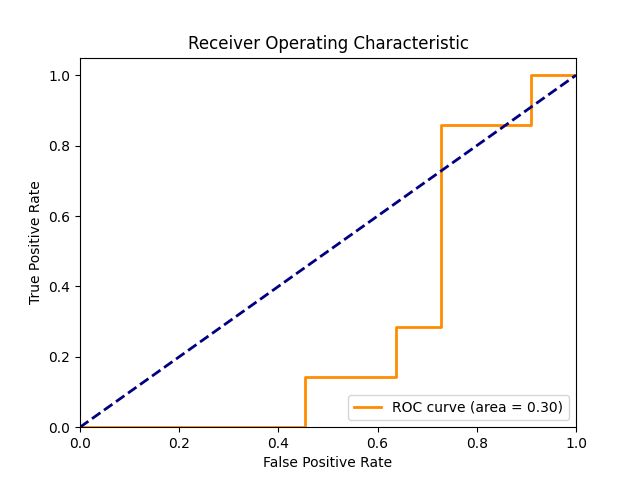 Receiver Operating Characteristic
True Positive Rate
1.0
0.8
0.6
0.4
0.2
0.0
ROC curve (area = 0.30)
0.0 0.2 0.4 0.6 0.8 1.0
False Positive Rate